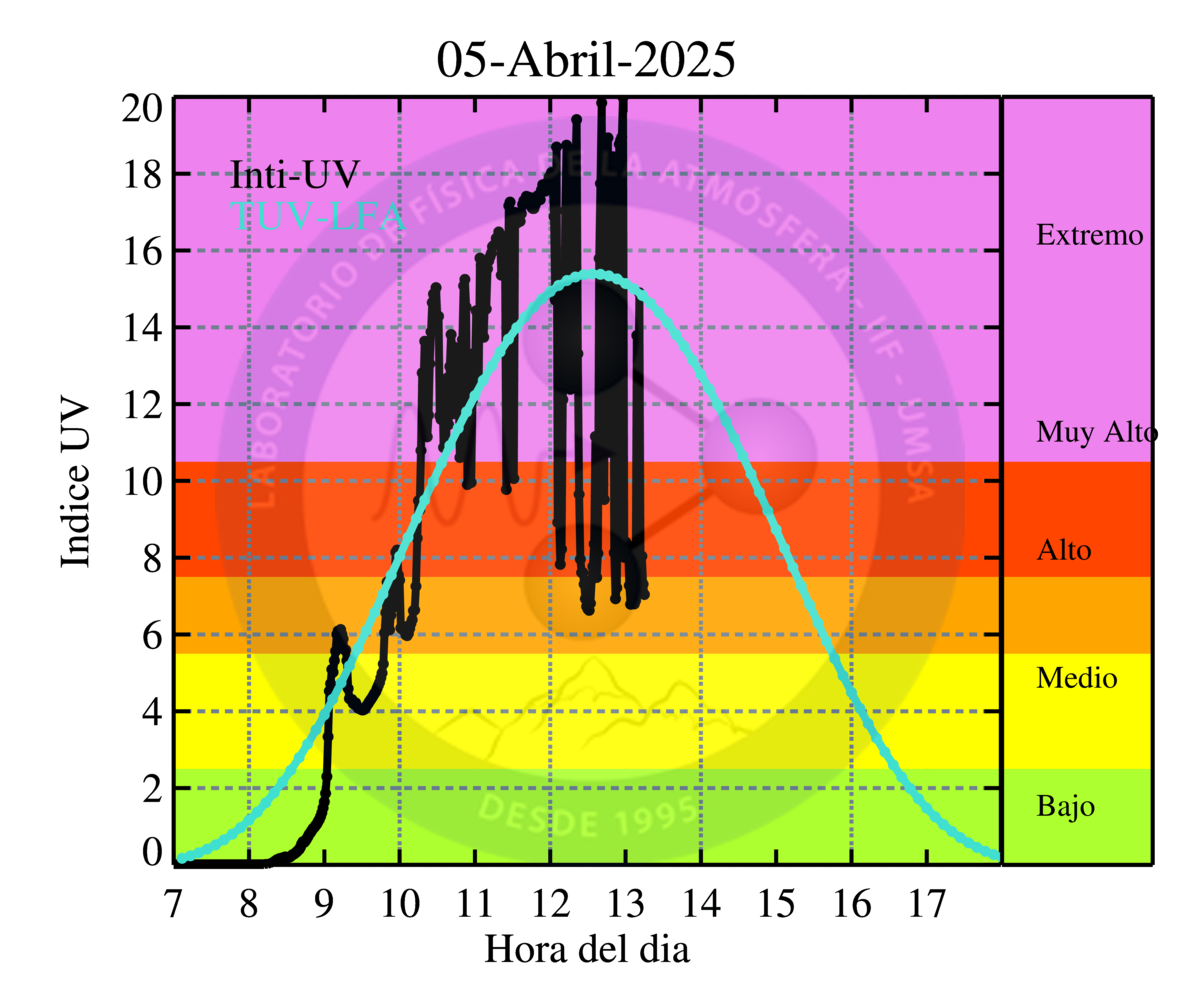 05-Abril-2025
20
18
16
14
12
10
8
6
4
2
0
Indice UV
Inti-UV
TUV-LFA
LABORATORIO DE FÍSICA DE LA ATMÓSFERA - IIF - UMSA
DESDE 1995
Extremo
Muy Alto
Alto
Medio
Bajo
7 8 9 10 11 12 13 14 15 16 17
Hora del dia